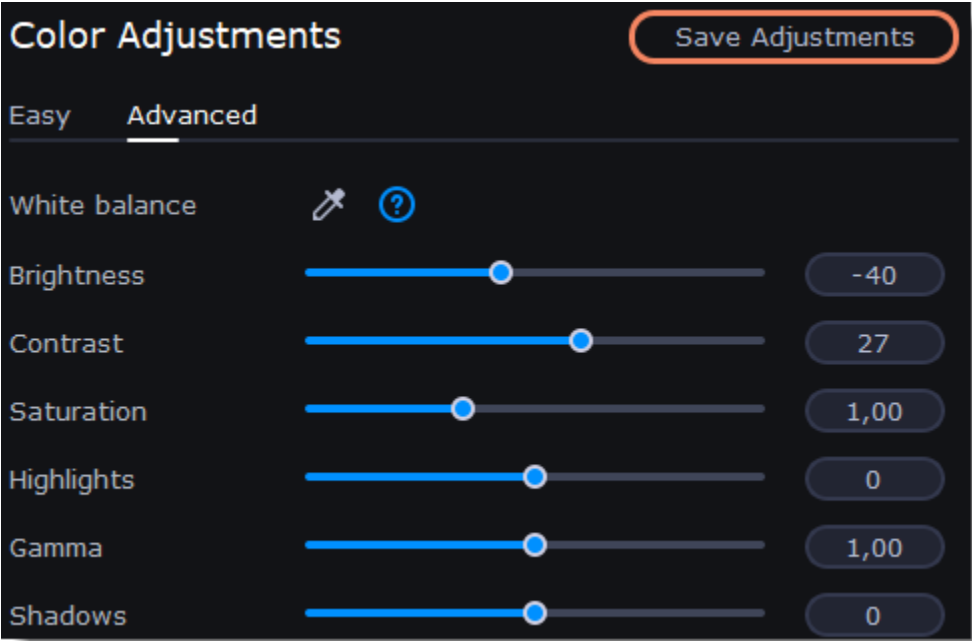 Color Adjustments Save Adjustments
Easy Advanced
White balance ?
Brightness -40
Contrast 27
Saturation 1,00
Highlights 0
Gamma 1,00
Shadows 0